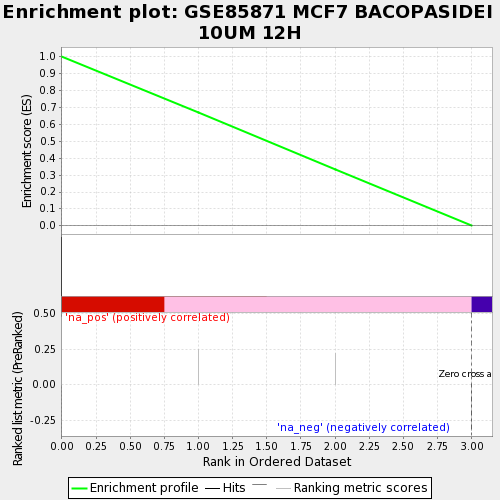 Enrichment plot: GSE85871 MCF7 BACOPASIDEI
10UM 12H
Enrichment score (ES)
1.0
0.9
0.8
0.7
0.6
0.5
0.4
0.3
0.2
0.1
0.0
Ranked list metric (PreRanked)
0.50
0.25
0.00
-0.25
'na_pos' (positively correlated)
Zero cross a
'na_neg' (negatively correlated)
0.00 0.25 0.50 0.75 1.00 1.25 1.50 1.75 2.00 2.25 2.50 2.75 3.00
Rank in Ordered Dataset
Enrichment profile Hits Ranking metric scores